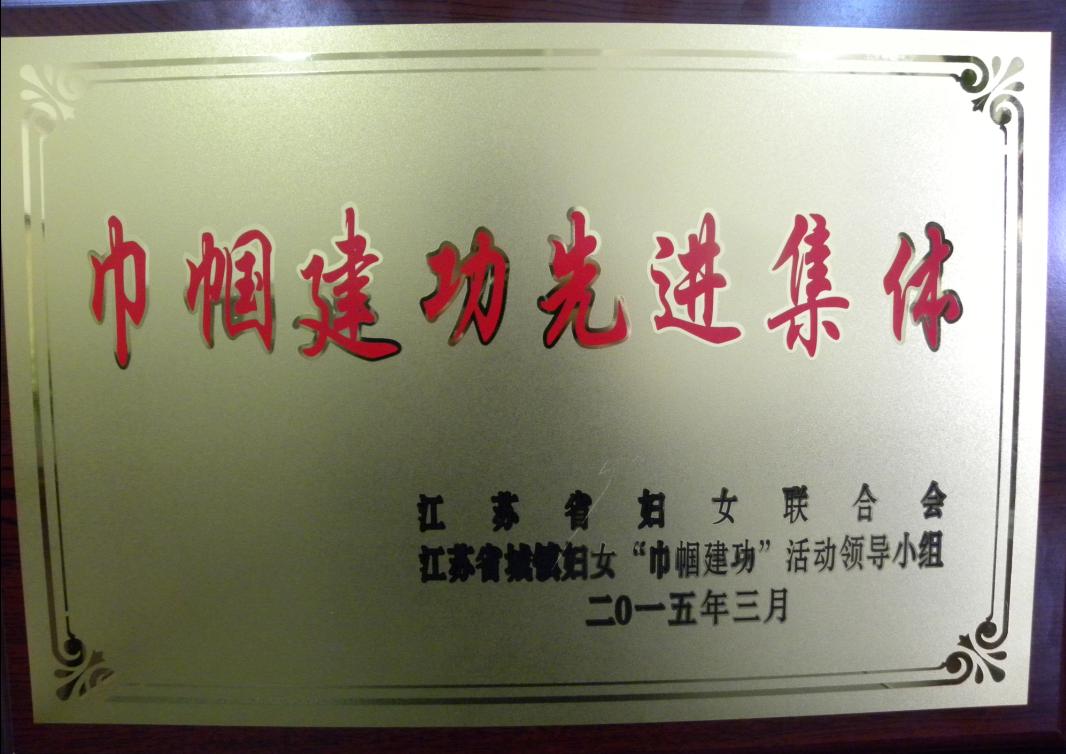 巾帼建功先进集体
江苏省妇女联合会
江苏省城镇妇女“巾帼建功”活动领导小组
二0一五年三月